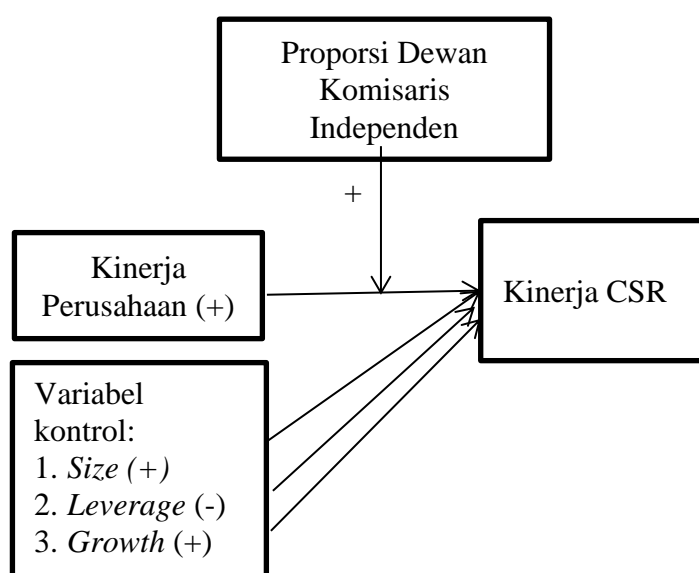 Proporsi Dewan
Komisaris
Independen
+
Kinerja
Perusahaan (+)
Kinerja CSR
Variabel
kontrol:
1. Size (+)
2. Leverage (-)
3. Growth (+)